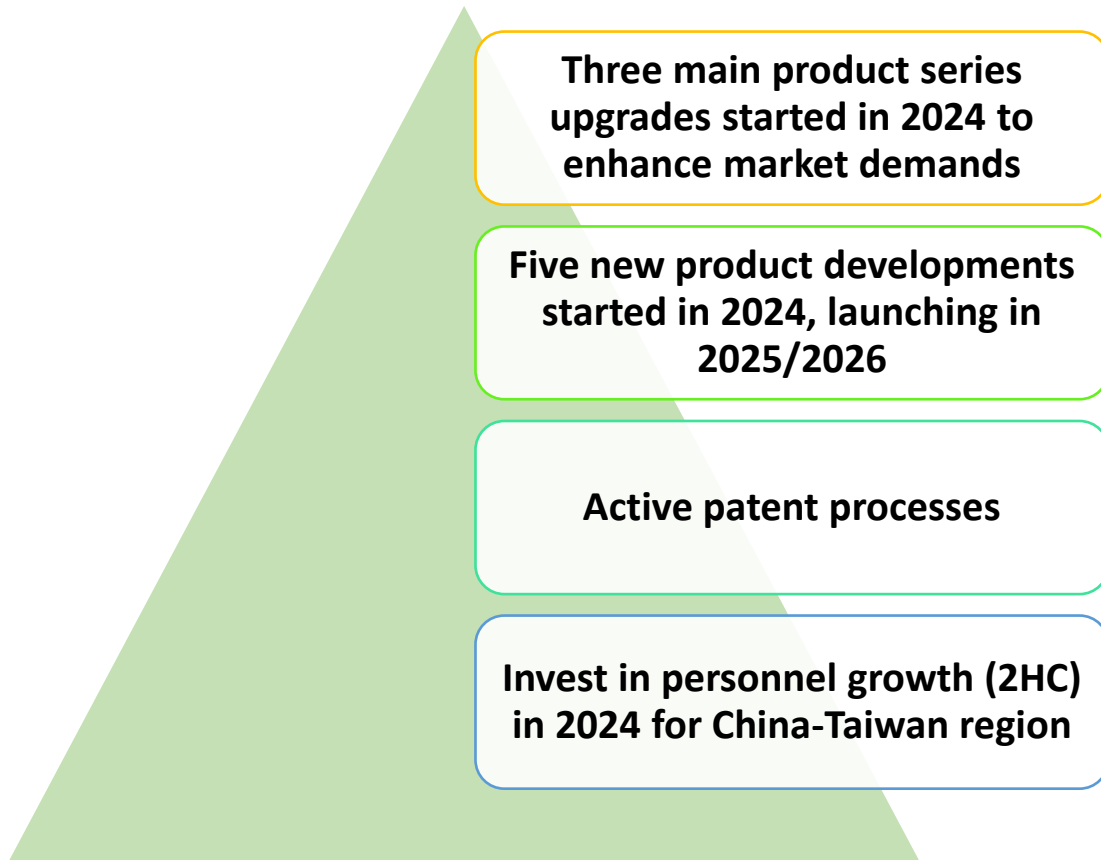 Three main product series
upgrades started in 2024 to
enhance market demands
Five new product developments
started in 2024, launching in
2025/2026
Active patent processes
Invest in personnel growth (2HC)
in 2024 for China-Taiwan region